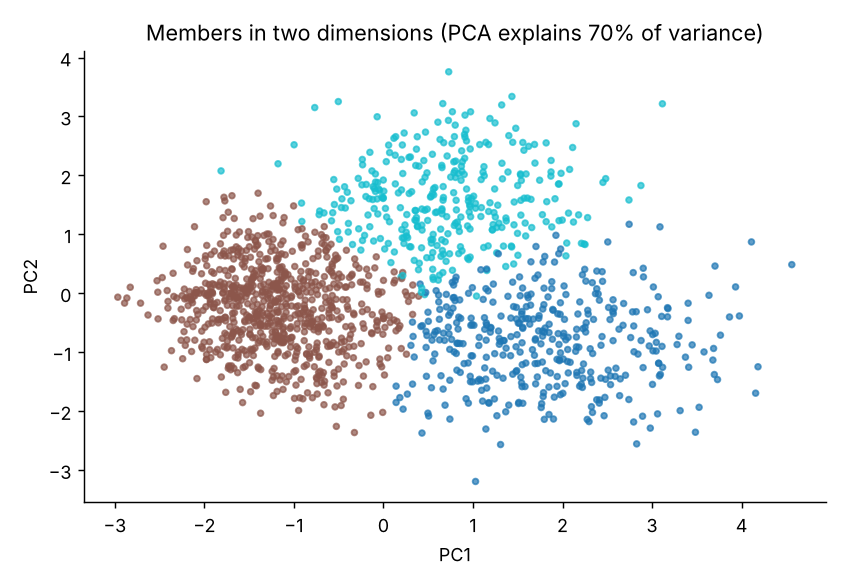 Members in two dimensions (PCA explains 70% of variance)
4
3
2
1
0
−1
−2
−3
PC2
−3 −2 −1 0 1 2 3 4
PC1